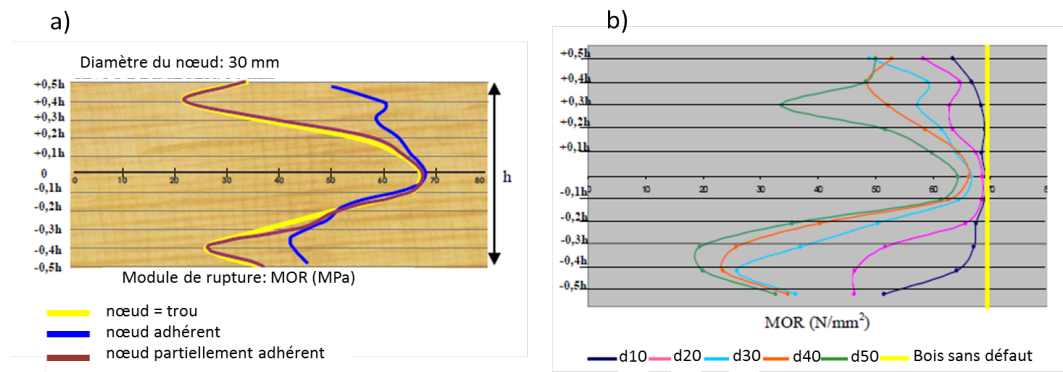 a)
Diamètre du nœud: 30 mm
+0,5h
+0,4h
+0,3h
+0,2h
+0,1h
0
-0,1h
-0,2h
-0,3h
-0,4h
-0,5h
0 10 20 30 40 50 60 70 80
h
Module de rupture: MOR (MPa)
nœud = trou
nœud adhérent
nœud partiellement adhérent
b)
+0,5h
+0,4h
+0,3h
+0,2h
+0,1h
-0,1h
-0,2h
-0,3h
-0,4h
-0,5h
0 10 20 30 40 50 60 70 80
MOR (N/mm²)
d10 d20 d30 d40 d50 Bois sans défaut